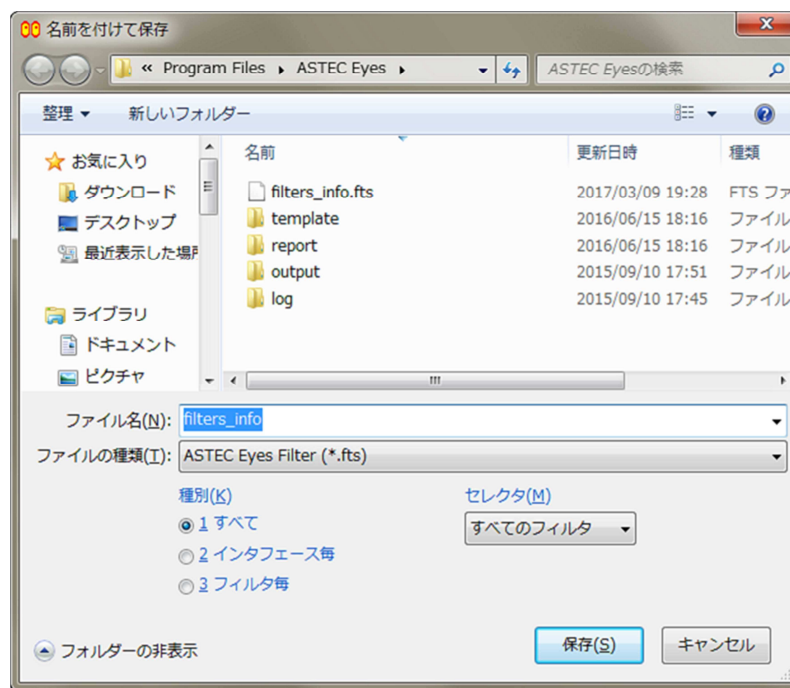 名前を付けて保存
« Program Files ▸ ASTEC Eyes ▸
ASTEC Eyesの検索
整理 ▼ 新しいフォルダー
名前 更新日時 種類
お気に入り
ダウンロード
デスクトップ
最近表示した場所
ライブラリ
ドキュメント
ピクチャ
filters_info.fts 2017/03/09 19:28 FTS ファ
template 2016/06/15 18:16 ファイル
report 2016/06/15 18:16 ファイル
output 2015/09/10 17:51 ファイル
log 2015/09/10 17:45 ファイル
ファイル名(N): filters_info
ファイルの種類(T): ASTEC Eyes Filter (*.fts)
種別(K) セレクタ(M)
1 すべて すべてのフィルタ
2 インタフェース毎
3 フィルタ毎
フォルダーの非表示 保存(S) キャンセル